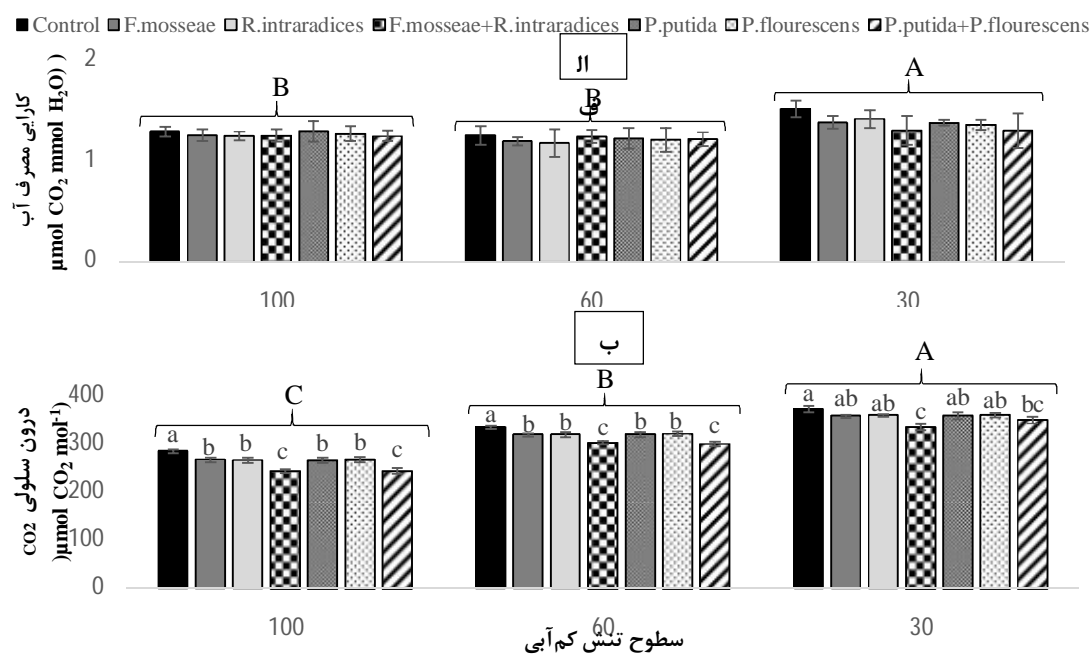 Control F.mosseae R.intraradices F.mosseae+R.intraradices P.putida P.flourescens P.putida+P.flourescens
کارایی مصرف آب
µmol CO₂ mmol H₂O) )
2
1
0
الف
B
B
A
100
60
30
ب
CO2 درون سلولی
)µmol CO₂ mol⁻¹)
400
300
200
100
0
C
B
A
a b b c b b c
a b b c b b c
a ab ab c ab ab bc
100
60
30
سطوح تنش کم‌آبی